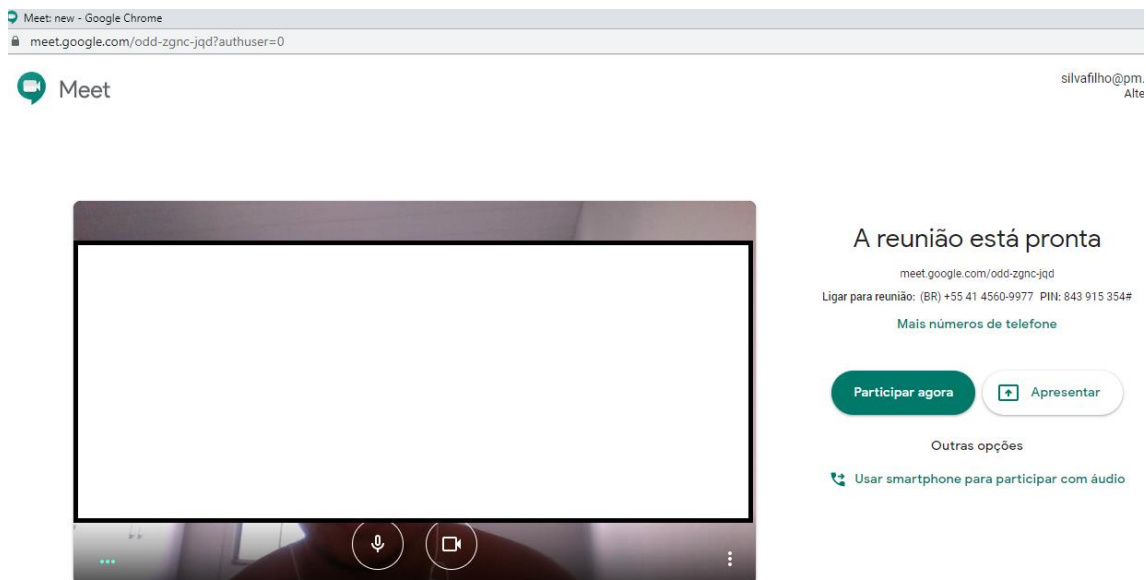 Meet: new - Google Chrome
meet.google.com/odd-zgnc-jqd?authuser=0
Meet
silvafilho@pm.
Alte
A reunião está pronta
meet.google.com/odd-zgnc-jqd
Ligar para reunião: (BR) +55 41 4560-9977 PIN: 843 915 354#
Mais números de telefone
Participar agora
Apresentar
Outras opções
Usar smartphone para participar com áudio